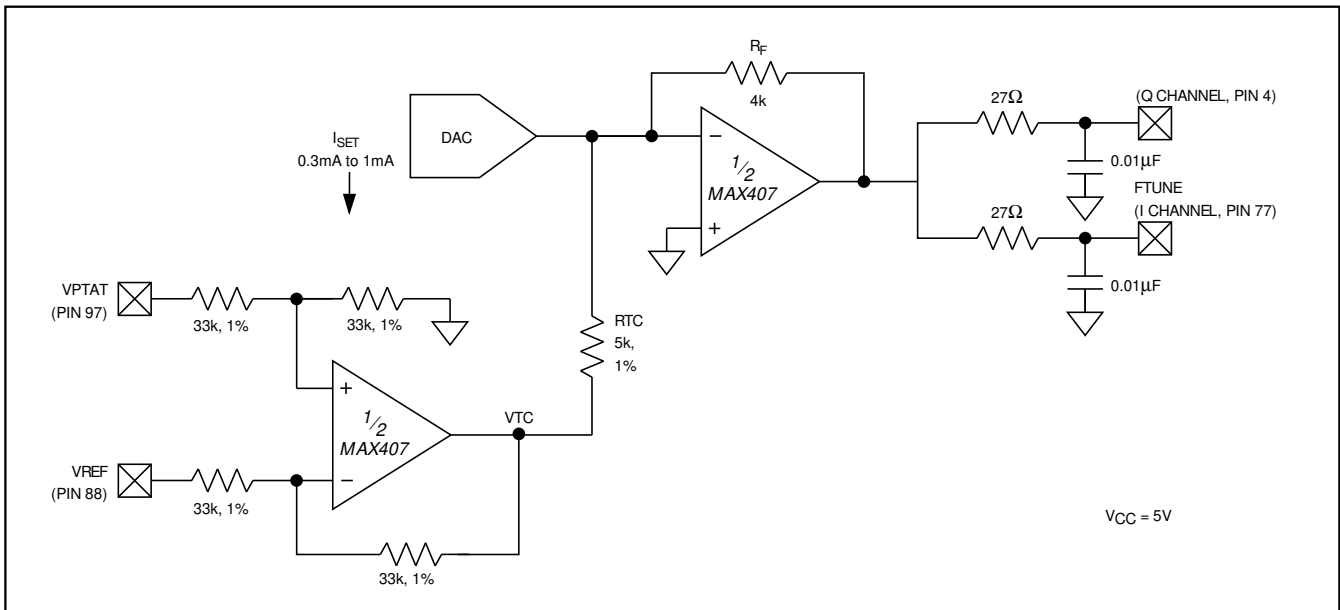 R_F
4k
DAC
I_SET
0.3mA to 1mA
−
1/2
MAX407
+
27Ω
(Q CHANNEL, PIN 4)
0.01µF
FTUNE
(I CHANNEL, PIN 77)
27Ω
0.01µF
VPTAT
(PIN 97)
33k, 1%
33k, 1%
RTC
5k,
1%
+
1/2
MAX407
−
VTC
VREF
(PIN 88)
33k, 1%
33k, 1%
VCC = 5V